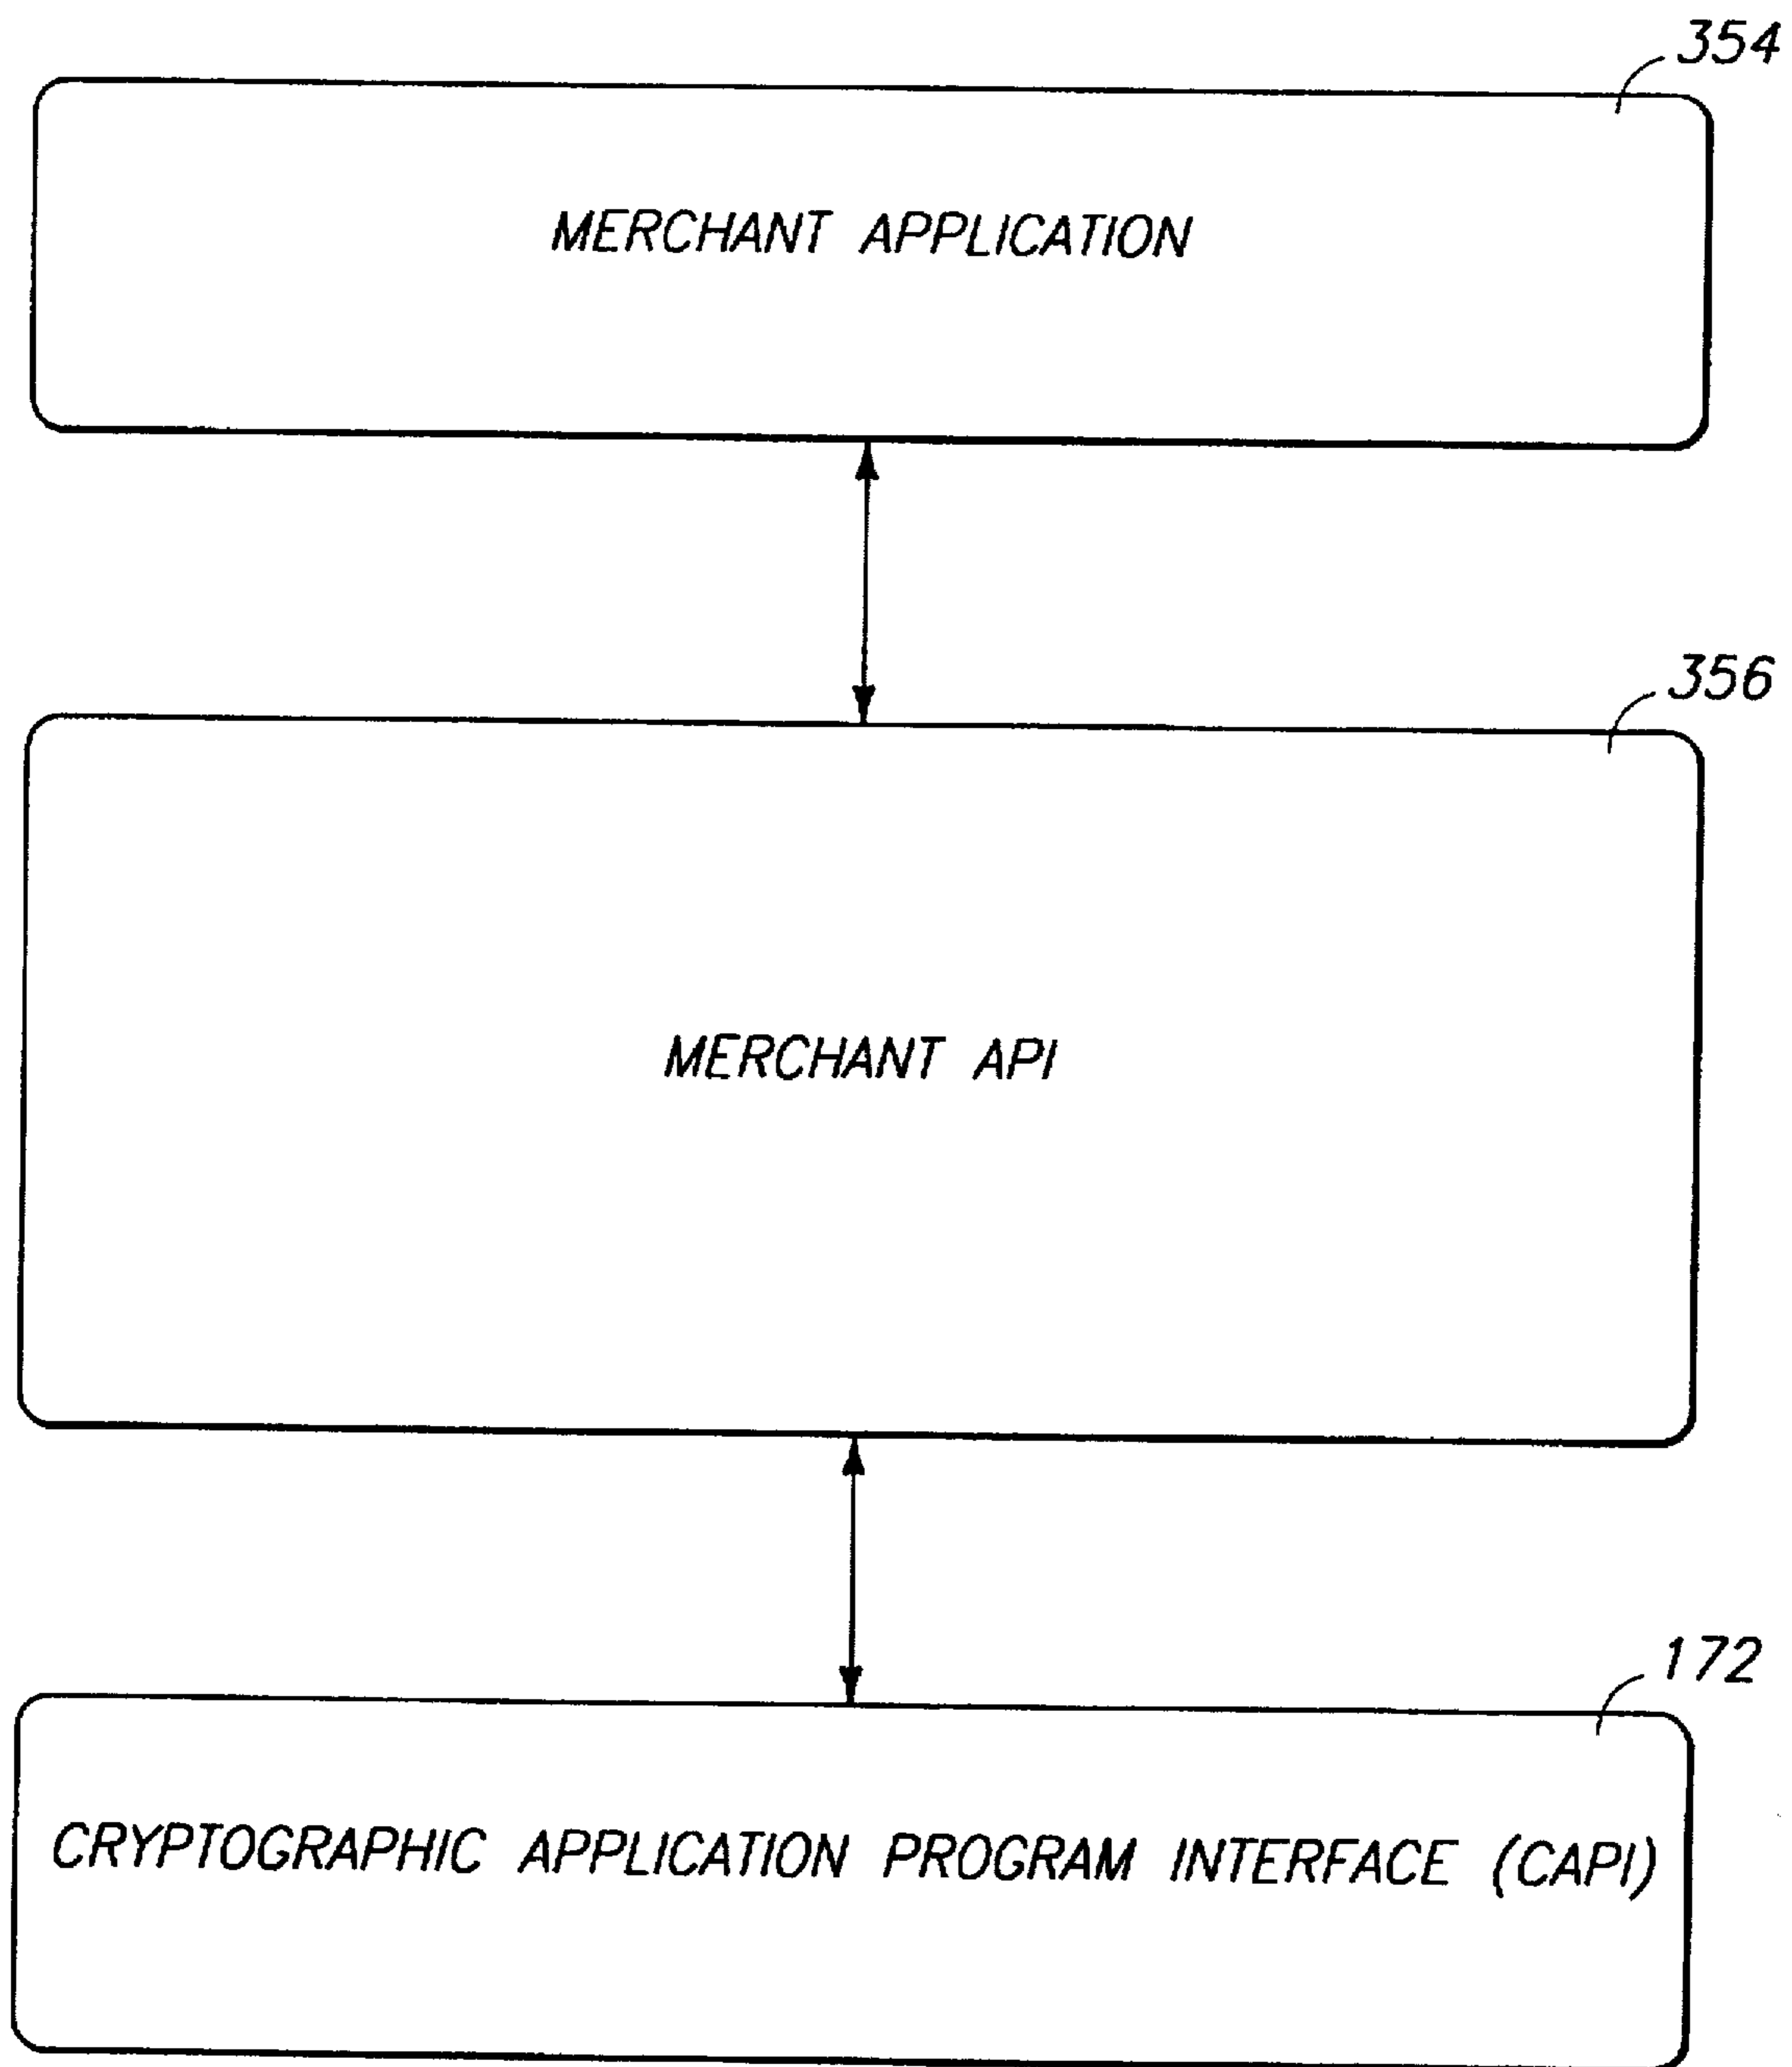 354
MERCHANT APPLICATION
356
MERCHANT API
172
CRYPTOGRAPHIC APPLICATION PROGRAM INTERFACE (CAPI)